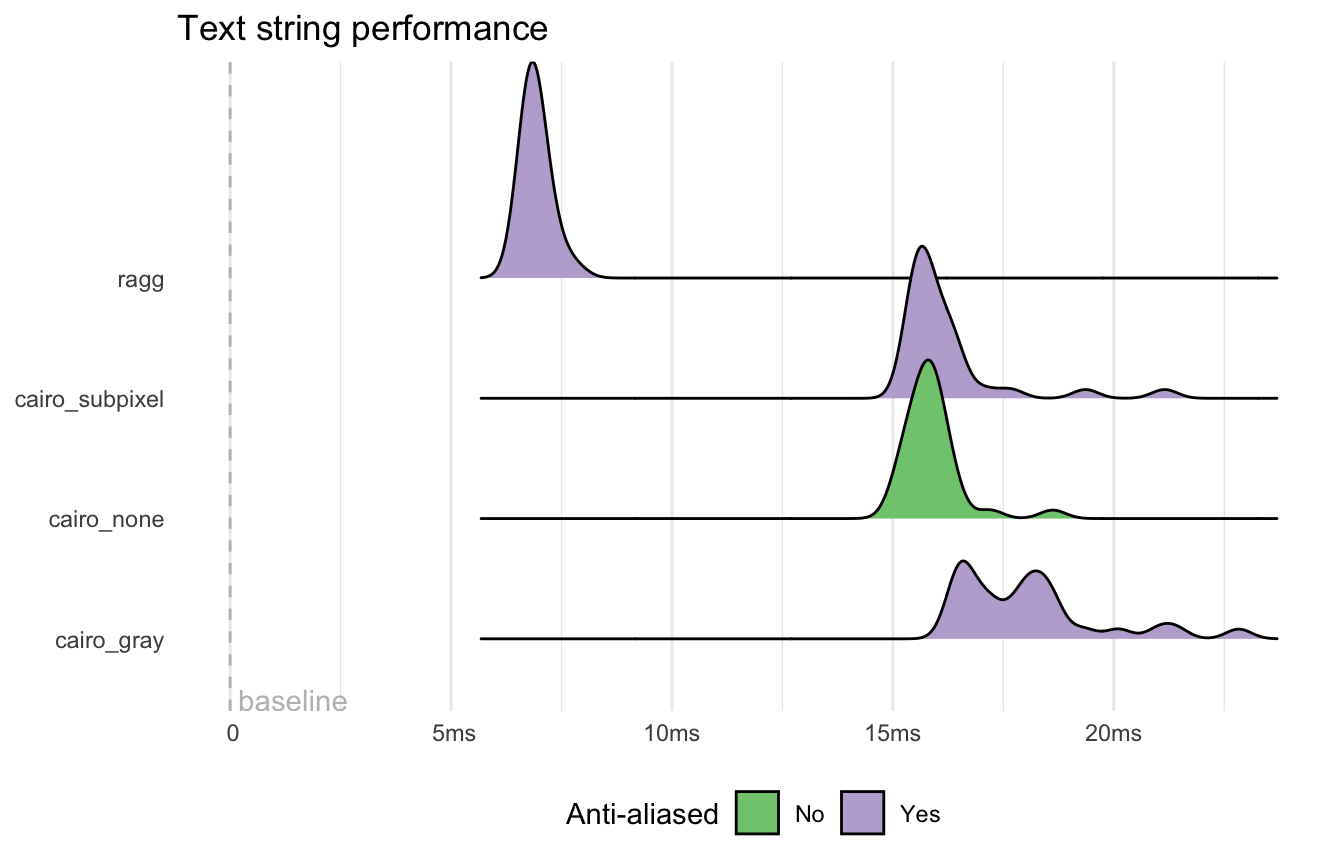 Text string performance
ragg
cairo_subpixel
cairo_none
cairo_gray
baseline
0 5ms 10ms 15ms 20ms
Anti-aliased No Yes